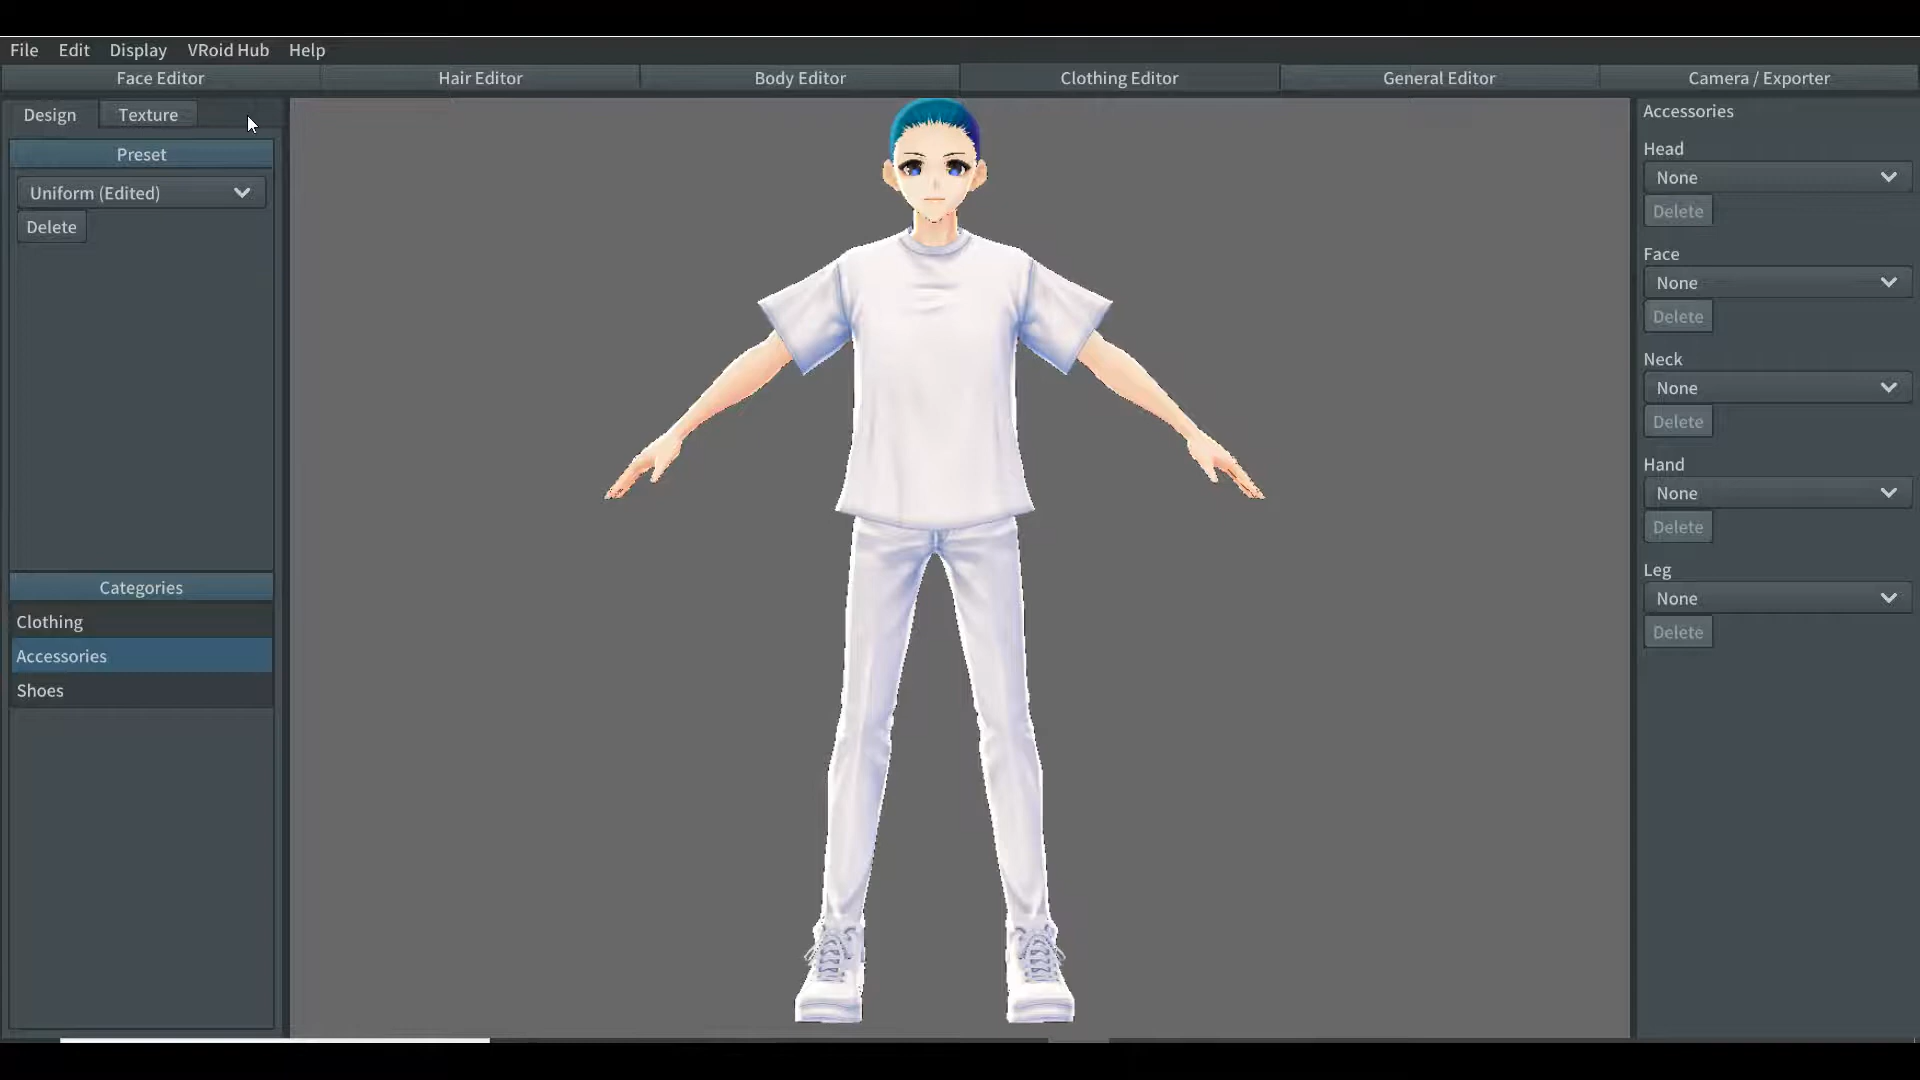 File Edit Display VRoid Hub Help
Face Editor Hair Editor Body Editor Clothing Editor General Editor Camera / Exporter
Design Texture
Preset
Uniform (Edited)
Delete
Categories
Clothing
Accessories
Shoes
Accessories
Head
None
Delete
Face
None
Delete
Neck
None
Delete
Hand
None
Delete
Leg
None
Delete